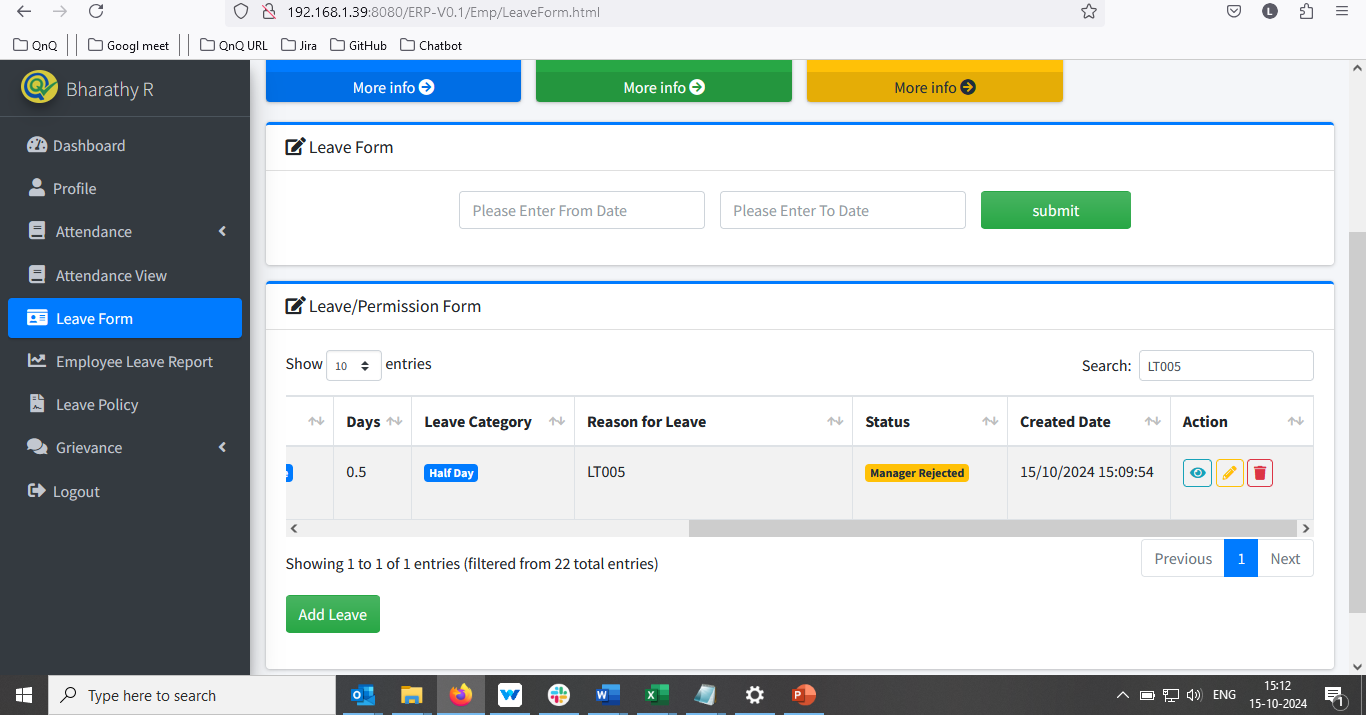 192.168.1.39:8080/ERP-V0.1/Emp/LeaveForm.html
L
QnQ Googl meet QnQ URL Jira GitHub Chatbot
Bharathy R
Dashboard
Profile
Attendance
Attendance View
Leave Form
Employee Leave Report
Leave Policy
Grievance
Logout
More info More info More info
Leave Form
Please Enter From Date Please Enter To Date submit
Leave/Permission Form
Show 10 entries Search: LT005
Days Leave Category Reason for Leave Status Created Date Action
0.5 Half Day LT005 Manager Rejected 15/10/2024 15:09:54
Showing 1 to 1 of 1 entries (filtered from 22 total entries) Previous 1 Next
Add Leave
Type here to search ENG 15:12
15-10-2024 1